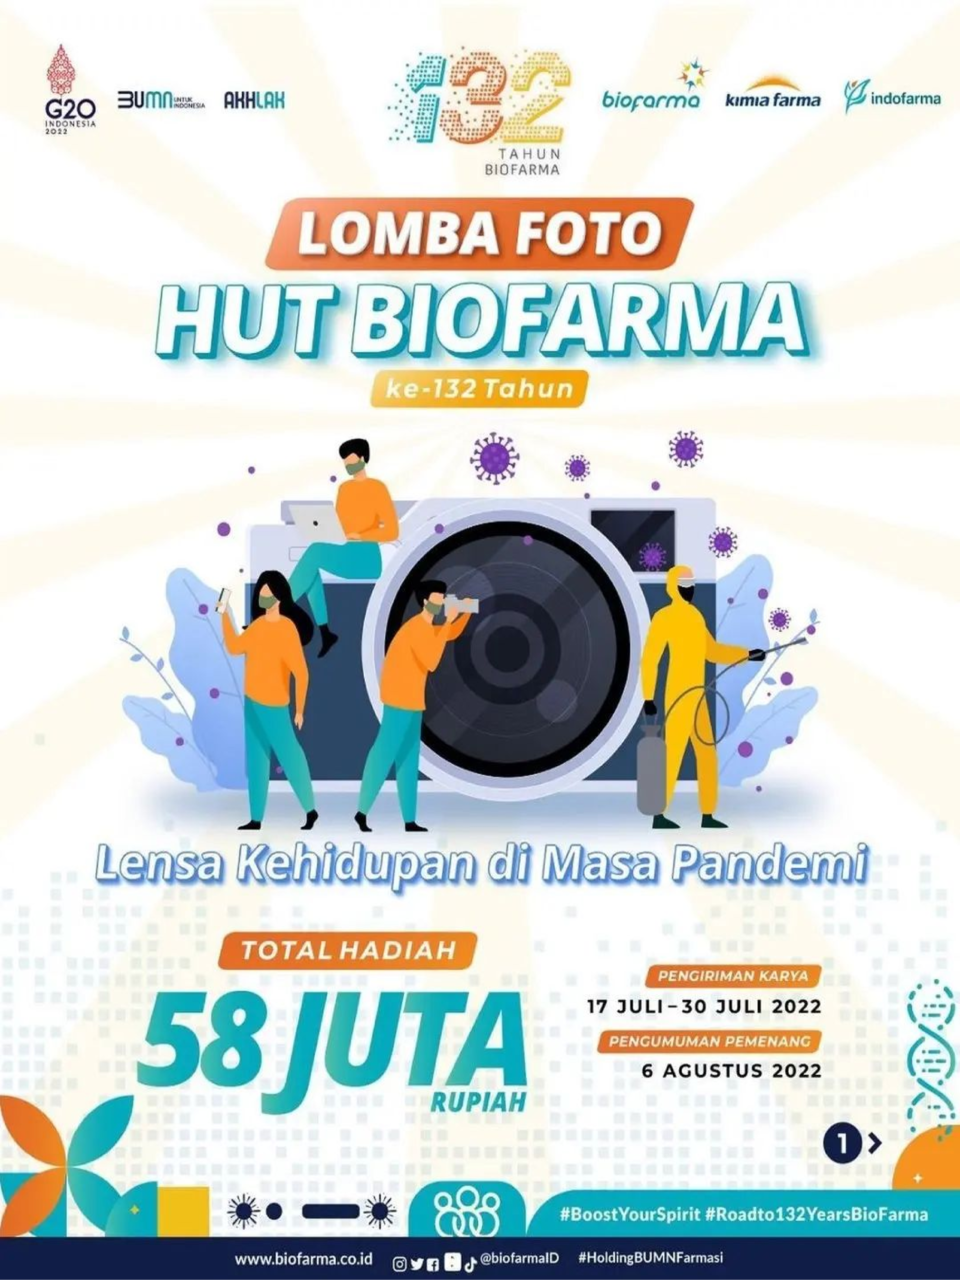 G20
INDONESIA
2022
BUMN UNTUK
INDONESIA
AKHLAK
132
TAHUN
BIOFARMA
biofarma
kimia farma
indofarma
LOMBA FOTO
HUT BIOFARMA
ke-132 Tahun
Lensa Kehidupan di Masa Pandemi
TOTAL HADIAH
58 JUTA
RUPIAH
PENGIRIMAN KARYA
17 JULI – 30 JULI 2022
PENGUMUMAN PEMENANG
6 AGUSTUS 2022
1
#BoostYourSpirit #Roadto132YearsBioFarma
www.biofarma.co.id @biofarmaID #HoldingBUMNFarmasi